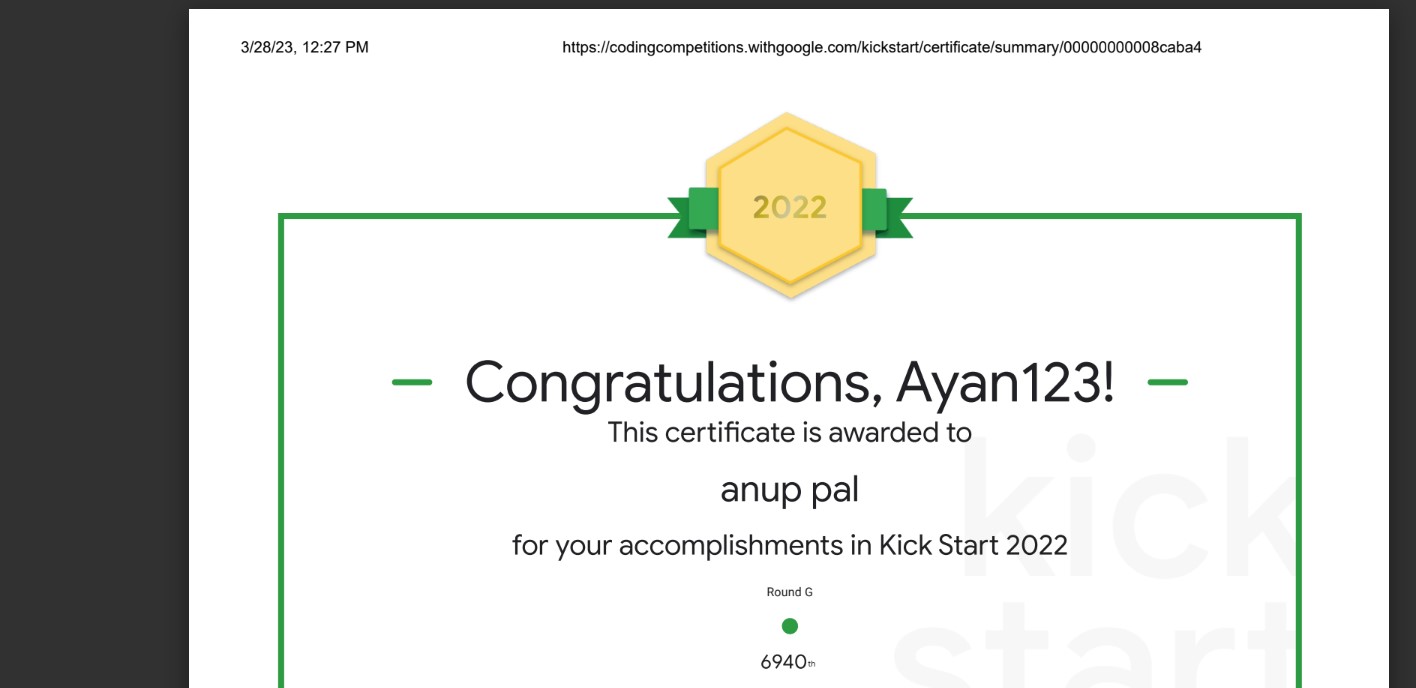 3/28/23, 12:27 PM https://codingcompetitions.withgoogle.com/kickstart/certificate/summary/00000000008caba4
2022
Congratulations, Ayan123!
This certificate is awarded to
anup pal
for your accomplishments in Kick Start 2022
Round G
6940th
kick
start